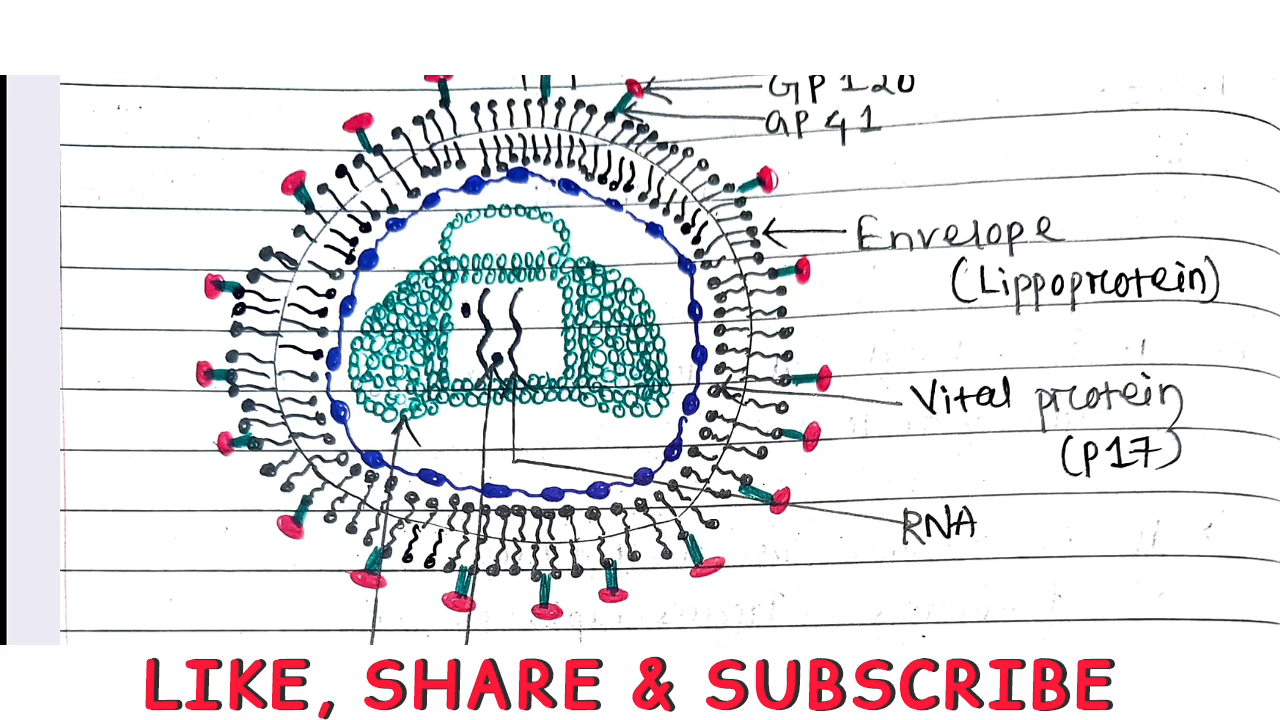 GP 120
GP 41
Envelope
(Lippoprotein)
Vital protein
(P17)
RNA
LIKE, SHARE & SUBSCRIBE